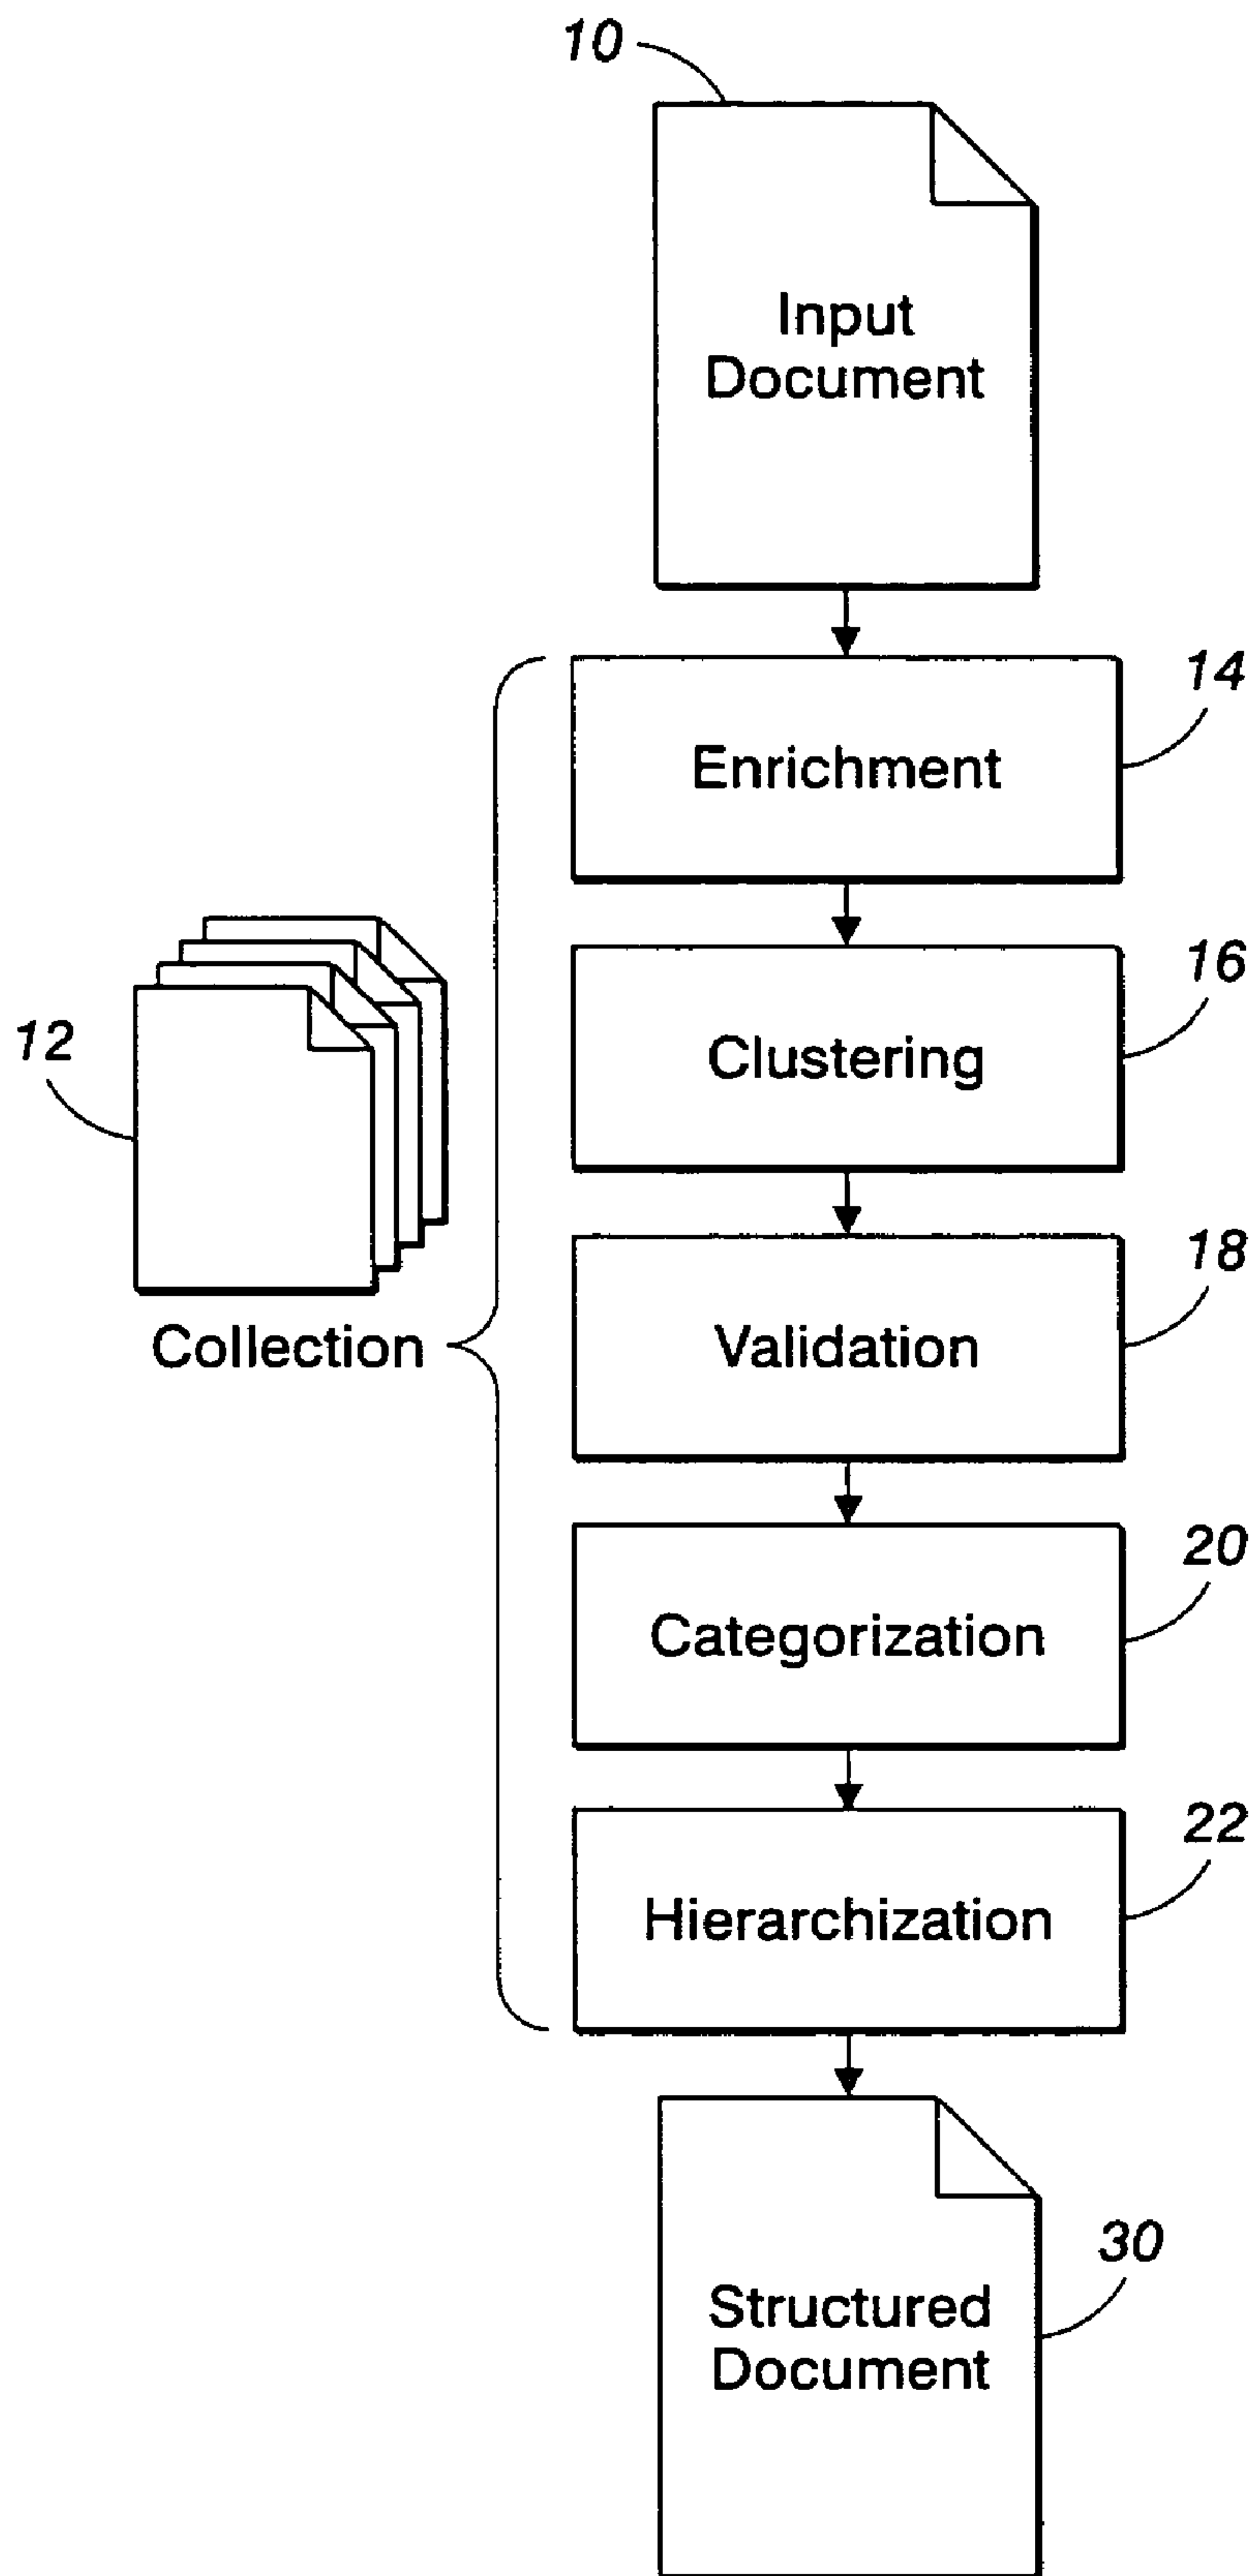 10
Input
Document
Enrichment
14
Clustering
16
12
Collection
Validation
18
Categorization
20
Hierarchization
22
Structured
Document
30